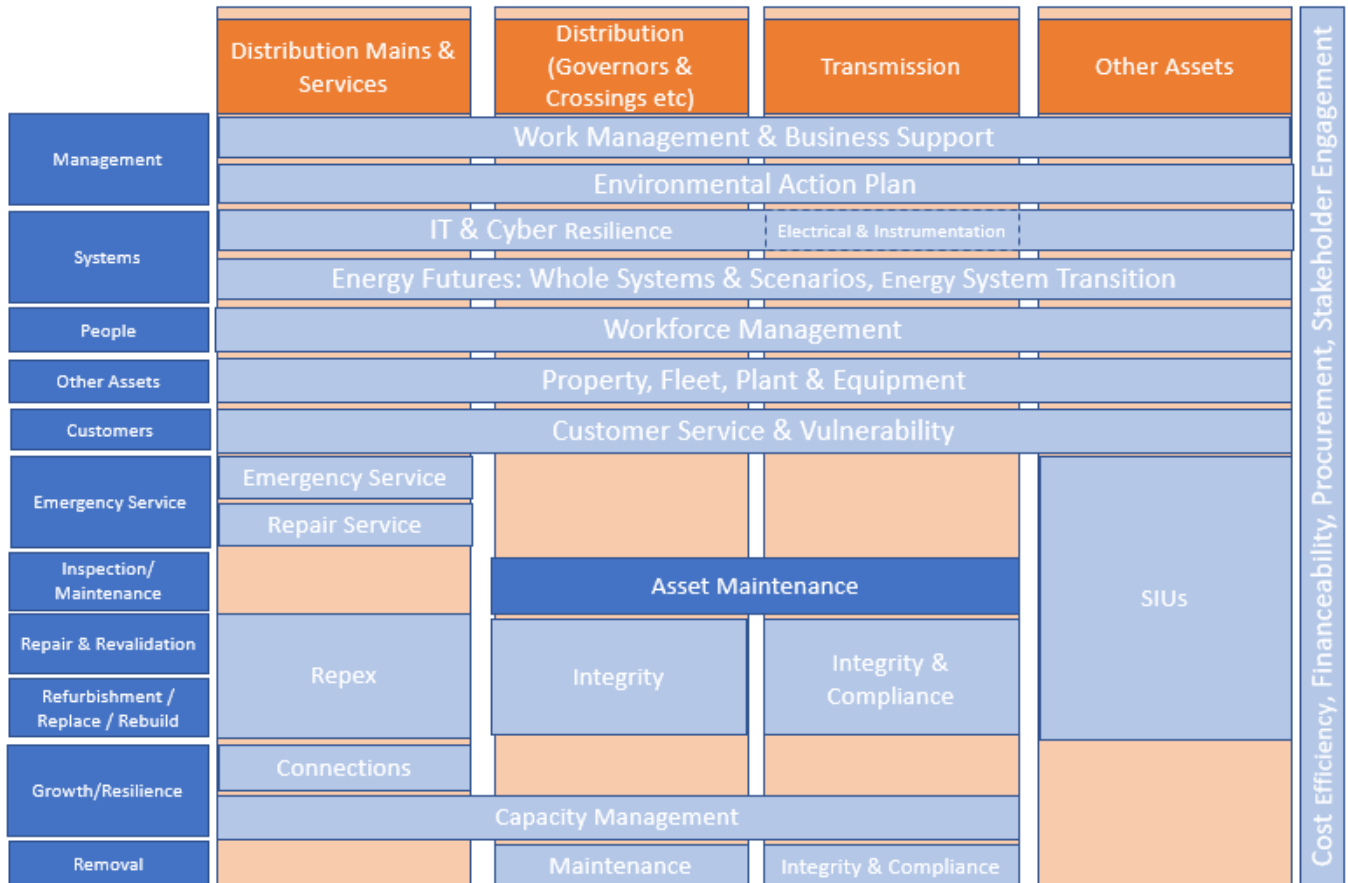 Distribution Mains &
Services
Distribution
(Governors &
Crossings etc)
Transmission
Other Assets
Management
Work Management & Business Support
Environmental Action Plan
Systems
IT & Cyber Resilience
Electrical & Instrumentation
Energy Futures: Whole Systems & Scenarios, Energy System Transition
People
Workforce Management
Other Assets
Property, Fleet, Plant & Equipment
Customers
Customer Service & Vulnerability
Emergency Service
Emergency Service
Repair Service
Inspection/
Maintenance
Asset Maintenance
SIUs
Repair & Revalidation
Refurbishment /
Replace / Rebuild
Repex
Integrity
Integrity &
Compliance
Growth/Resilience
Connections
Capacity Management
Removal
Maintenance
Integrity & Compliance
Cost Efficiency, Financeability, Procurement, Stakeholder Engagement